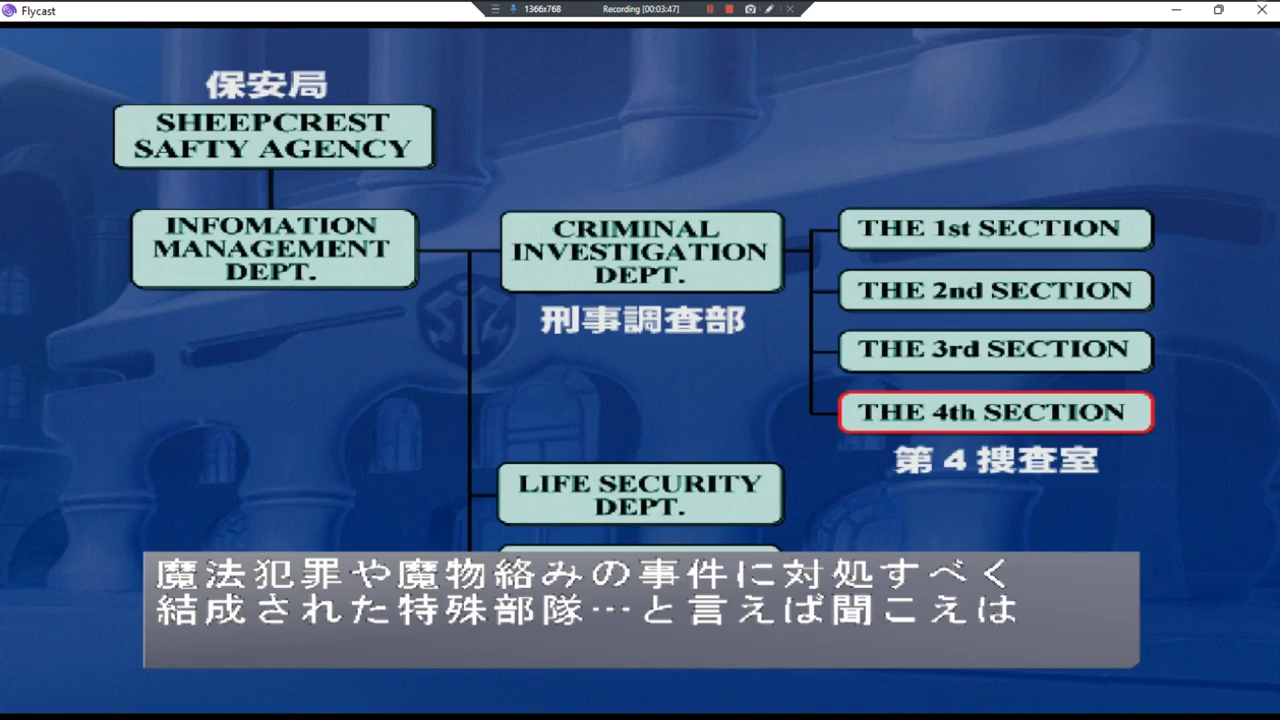 Flycast
1366x768
Recording [00:03:47]
保安局
SHEEPCREST
SAFTY AGENCY
INFOMATION
MANAGEMENT
DEPT.
CRIMINAL
INVESTIGATION
DEPT.
刑事調査部
THE 1st SECTION
THE 2nd SECTION
THE 3rd SECTION
THE 4th SECTION
第4捜査室
LIFE SECURITY
DEPT.
魔法犯罪や魔物絡みの事件に対処すべく
結成された特殊部隊…と言えば聞こえは